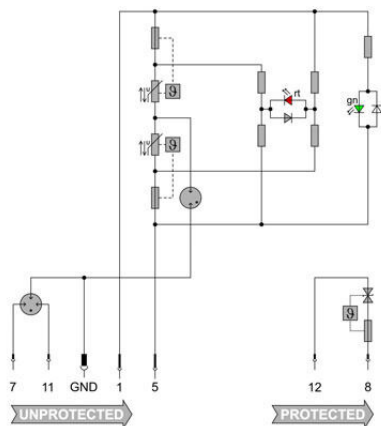 rt
gn
U
ϑ
U
ϑ
ϑ
7 11 GND 1 5 12 8
UNPROTECTED PROTECTED